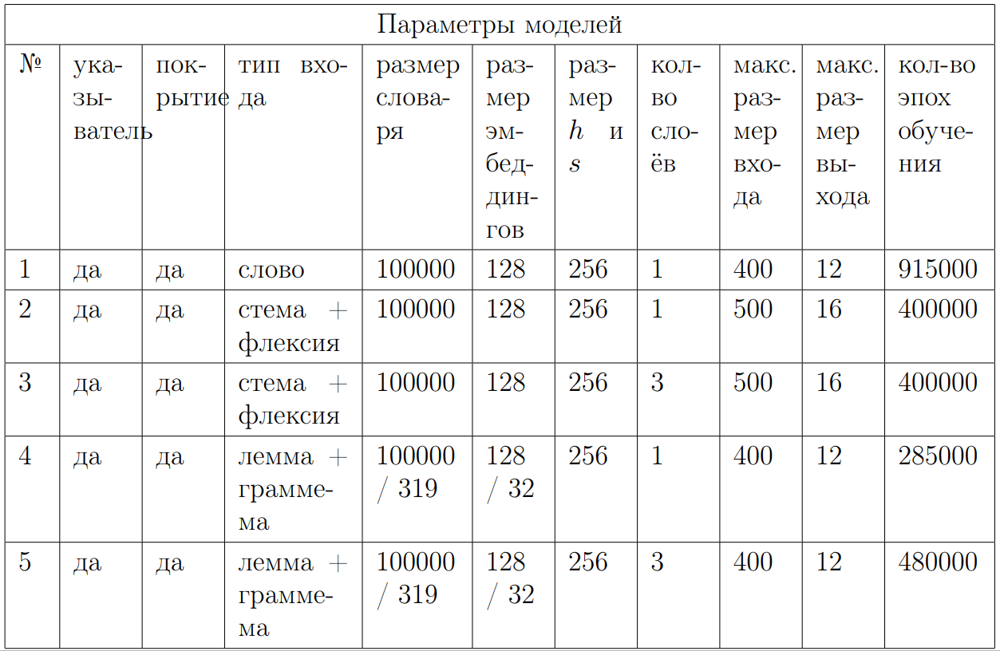 Параметры моделей
№ ука- пок- тип вхо- размер раз- раз- кол- макс. макс. кол-во
зы- рытие да слова- мер мер во раз- раз- эпох
ватель ря эм- h и сло- мер мер обуче-
бед- s ёв вхо- вы- ния
дин- да хода
гов
1 да да слово 100000 128 256 1 400 12 915000
2 да да стема + 100000 128 256 1 500 16 400000
флексия
3 да да стема + 100000 128 256 3 500 16 400000
флексия
4 да да лемма + 100000 128 256 1 400 12 285000
грамме- / 319 / 32
ма
5 да да лемма + 100000 128 256 3 400 12 480000
грамме- / 319 / 32
ма